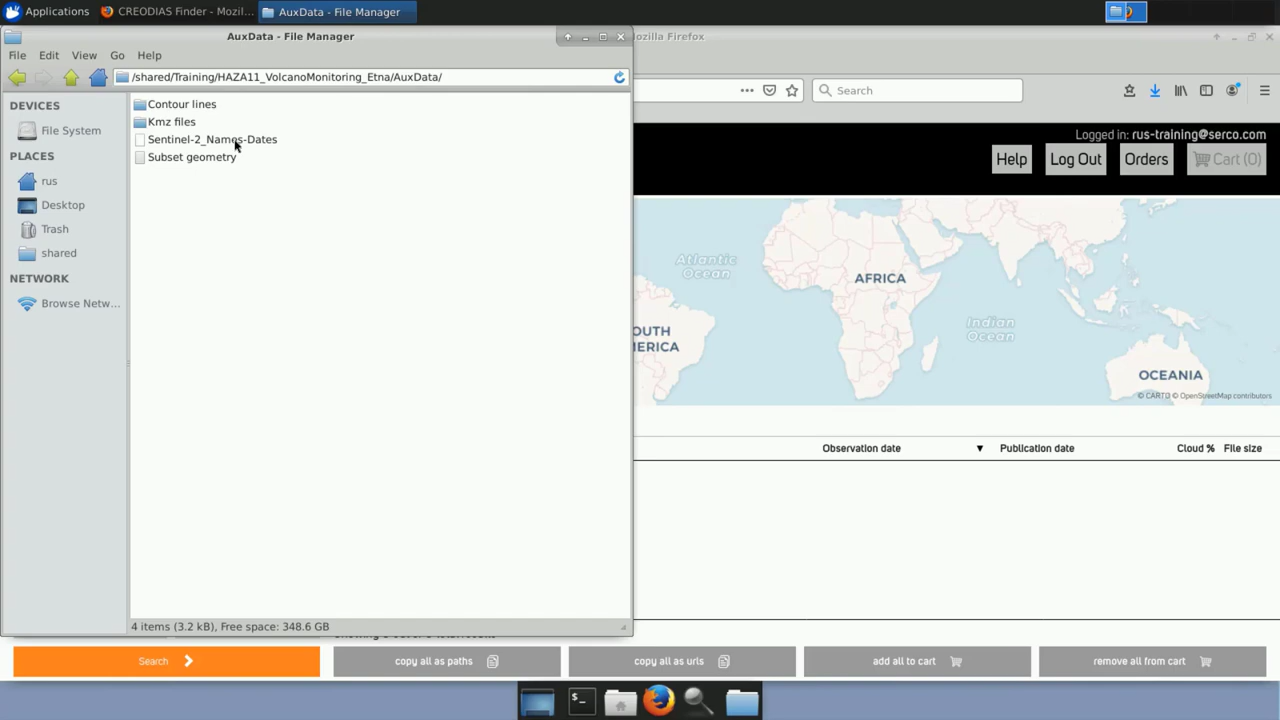 Applications
CREODIAS Finder - Mozil...
AuxData - File Manager
AuxData - File Manager
ozilla Firefox
File Edit View Go Help
/shared/Training/HAZA11_VolcanoMonitoring_Etna/AuxData/
Search
DEVICES
File System
PLACES
rus
Desktop
Trash
shared
NETWORK
Browse Netw...
Contour lines
Kmz files
Sentinel-2_Names-Dates
Subset geometry
4 items (3.2 kB), Free space: 348.6 GB
Logged in: rus-training@serco.com
Help
Log Out
Orders
Cart (0)
Atlantic
Ocean
AFRICA
OUTH
MERICA
Indian
Ocean
OCEANIA
© CARTO © OpenStreetMap contributors
Observation date
Publication date
Cloud %
File size
Search
copy all as paths
copy all as urls
add all to cart
remove all from cart